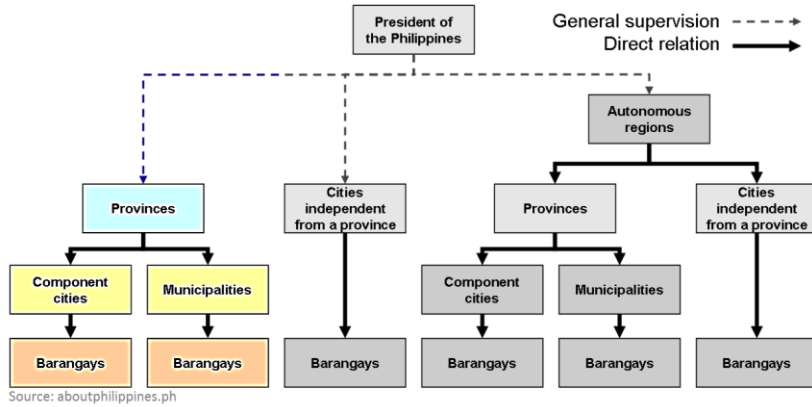 President of
the Philippines
General supervision
Direct relation
Autonomous
regions
Provinces
Cities
independent
from a province
Provinces
Cities
independent
from a province
Component
cities
Municipalities
Component
cities
Municipalities
Barangays
Barangays
Barangays
Barangays
Barangays
Barangays
Source: aboutphilippines.ph